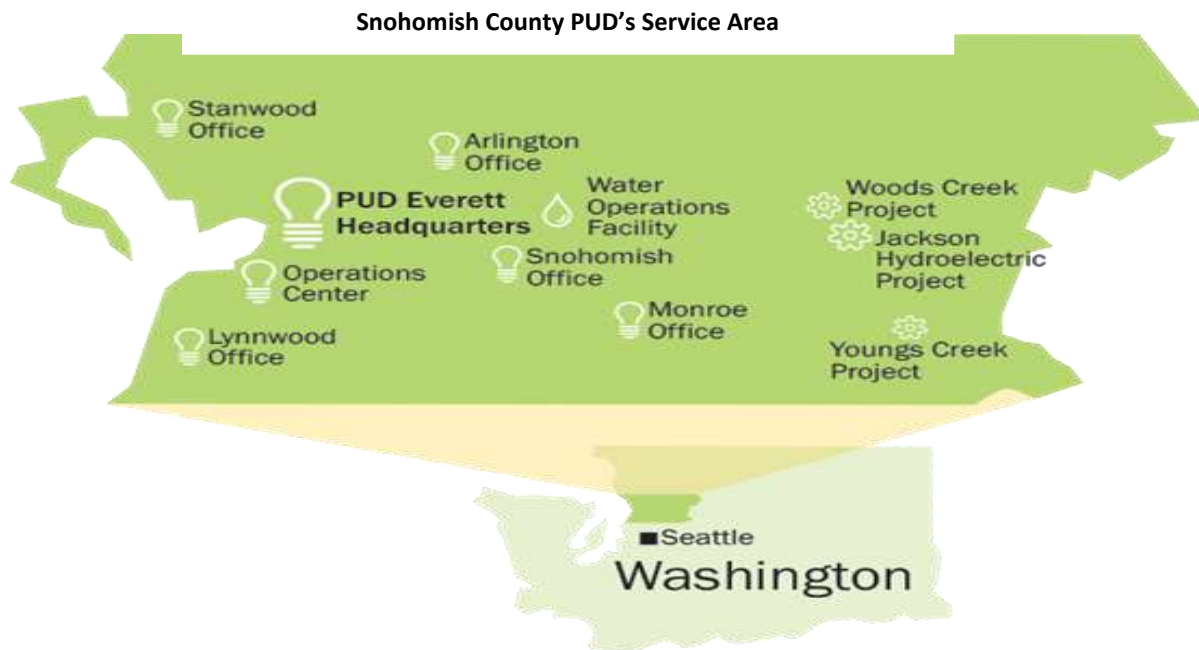 Snohomish County PUD’s Service Area
Stanwood
Office
Arlington
Office
PUD Everett
Headquarters
Water
Operations
Facility
Woods Creek
Project
Jackson
Hydroelectric
Project
Snohomish
Office
Operations
Center
Monroe
Office
Lynnwood
Office
Youngs Creek
Project
Seattle
Washington